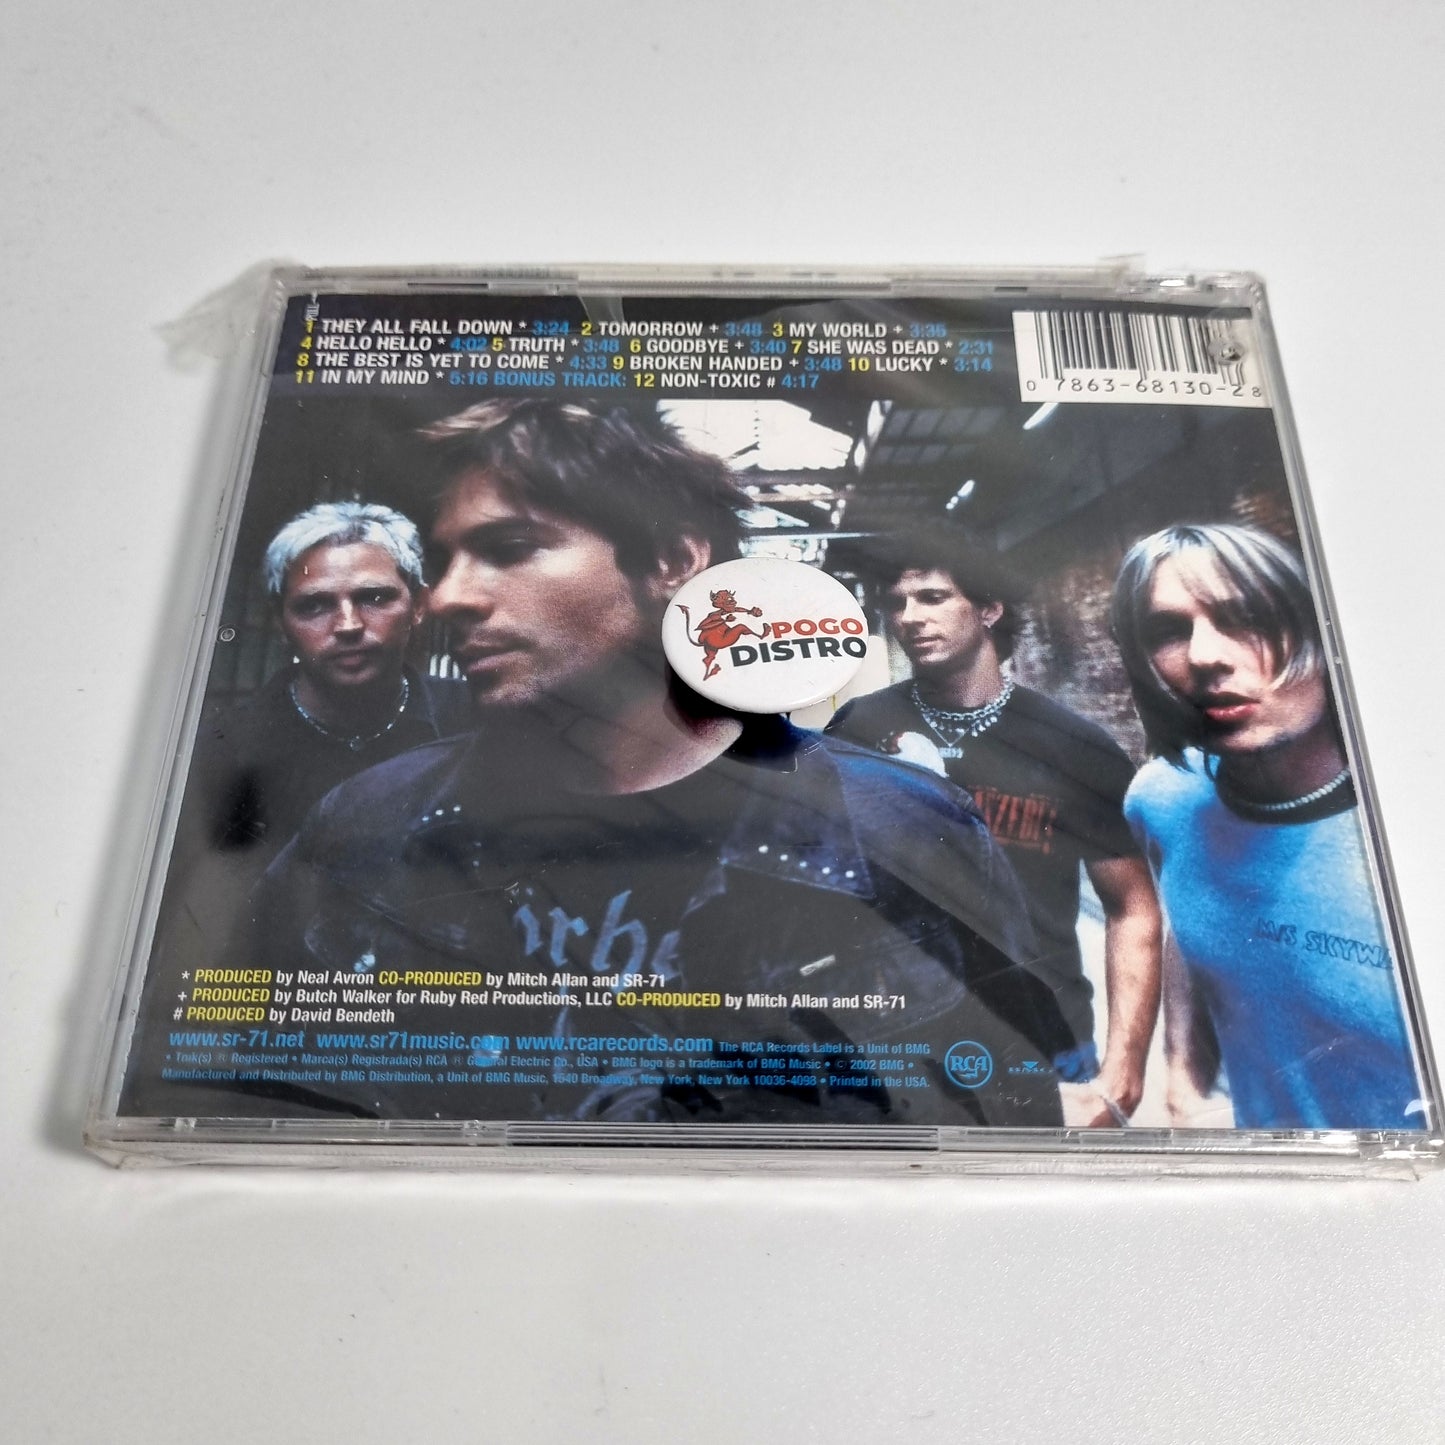 1 THEY ALL FALL DOWN * 3:24 2 TOMORROW + 3:48 3 MY WORLD + 3:35
4 HELLO HELLO * 4:02 5 TRUTH * 3:48 6 GOODBYE + 3:40 7 SHE WAS DEAD * 2:31
8 THE BEST IS YET TO COME * 4:33 9 BROKEN HANDED + 3:48 10 LUCKY * 3:14
11 IN MY MIND * 5:16 BONUS TRACK: 12 NON-TOXIC # 4:17
0 7863-68130-2 8
POGO
DISTRO
M/S SKYWA
* PRODUCED by Neal Avron CO-PRODUCED by Mitch Allan and SR-71
+ PRODUCED by Butch Walker for Ruby Red Productions, LLC CO-PRODUCED by Mitch Allan and SR-71
# PRODUCED by David Bendeth
www.sr-71.net www.sr71music.com www.rcarecords.com The RCA Records Label is a Unit of BMG
• Tmk(s) ® Registered • Marca(s) Registrada(s) RCA ® General Electric Co., USA • BMG logo is a trademark of BMG Music • © 2002 BMG •
Manufactured and Distributed by BMG Distribution, a Unit of BMG Music, 1540 Broadway, New York, New York 10036-4098 • Printed in the USA.
RCA
BMG